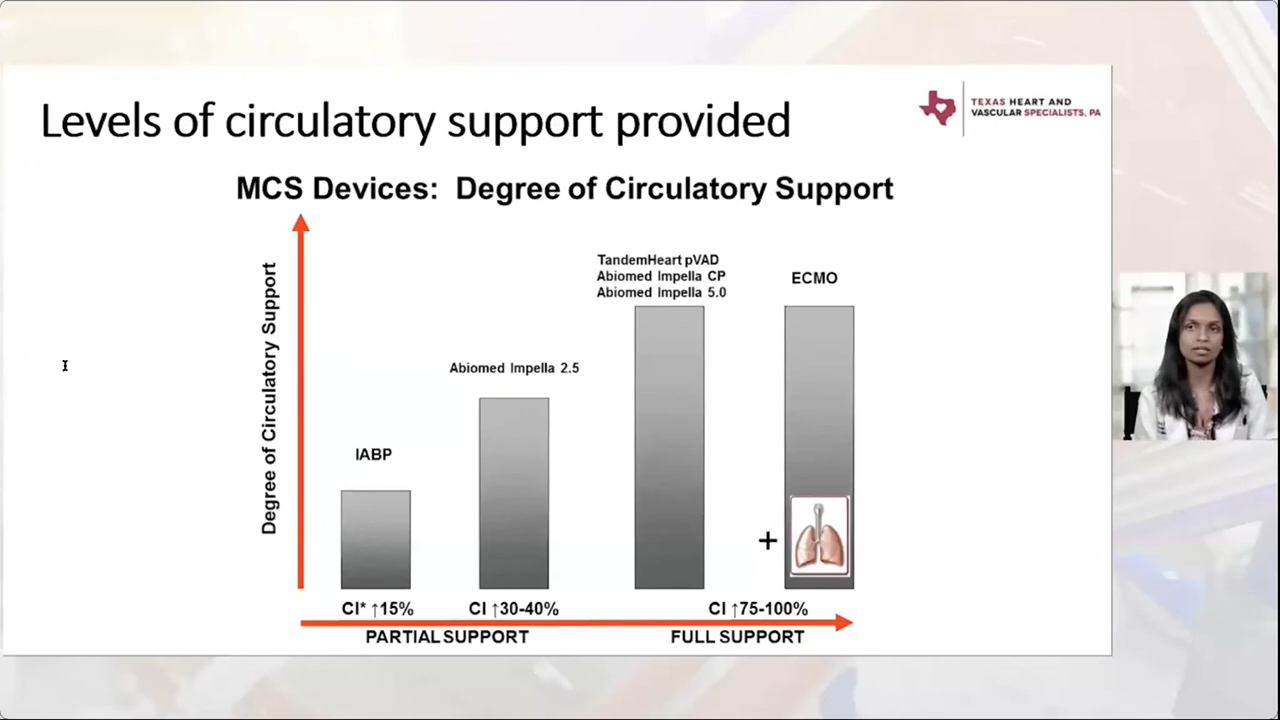 Levels of circulatory support provided
TEXAS HEART AND
VASCULAR SPECIALISTS, PA
MCS Devices: Degree of Circulatory Support
Degree of Circulatory Support
TandemHeart pVAD
Abiomed Impella CP
Abiomed Impella 5.0
ECMO
Abiomed Impella 2.5
IABP
+
CI* ↑15%
CI ↑30-40%
CI ↑75-100%
PARTIAL SUPPORT
FULL SUPPORT